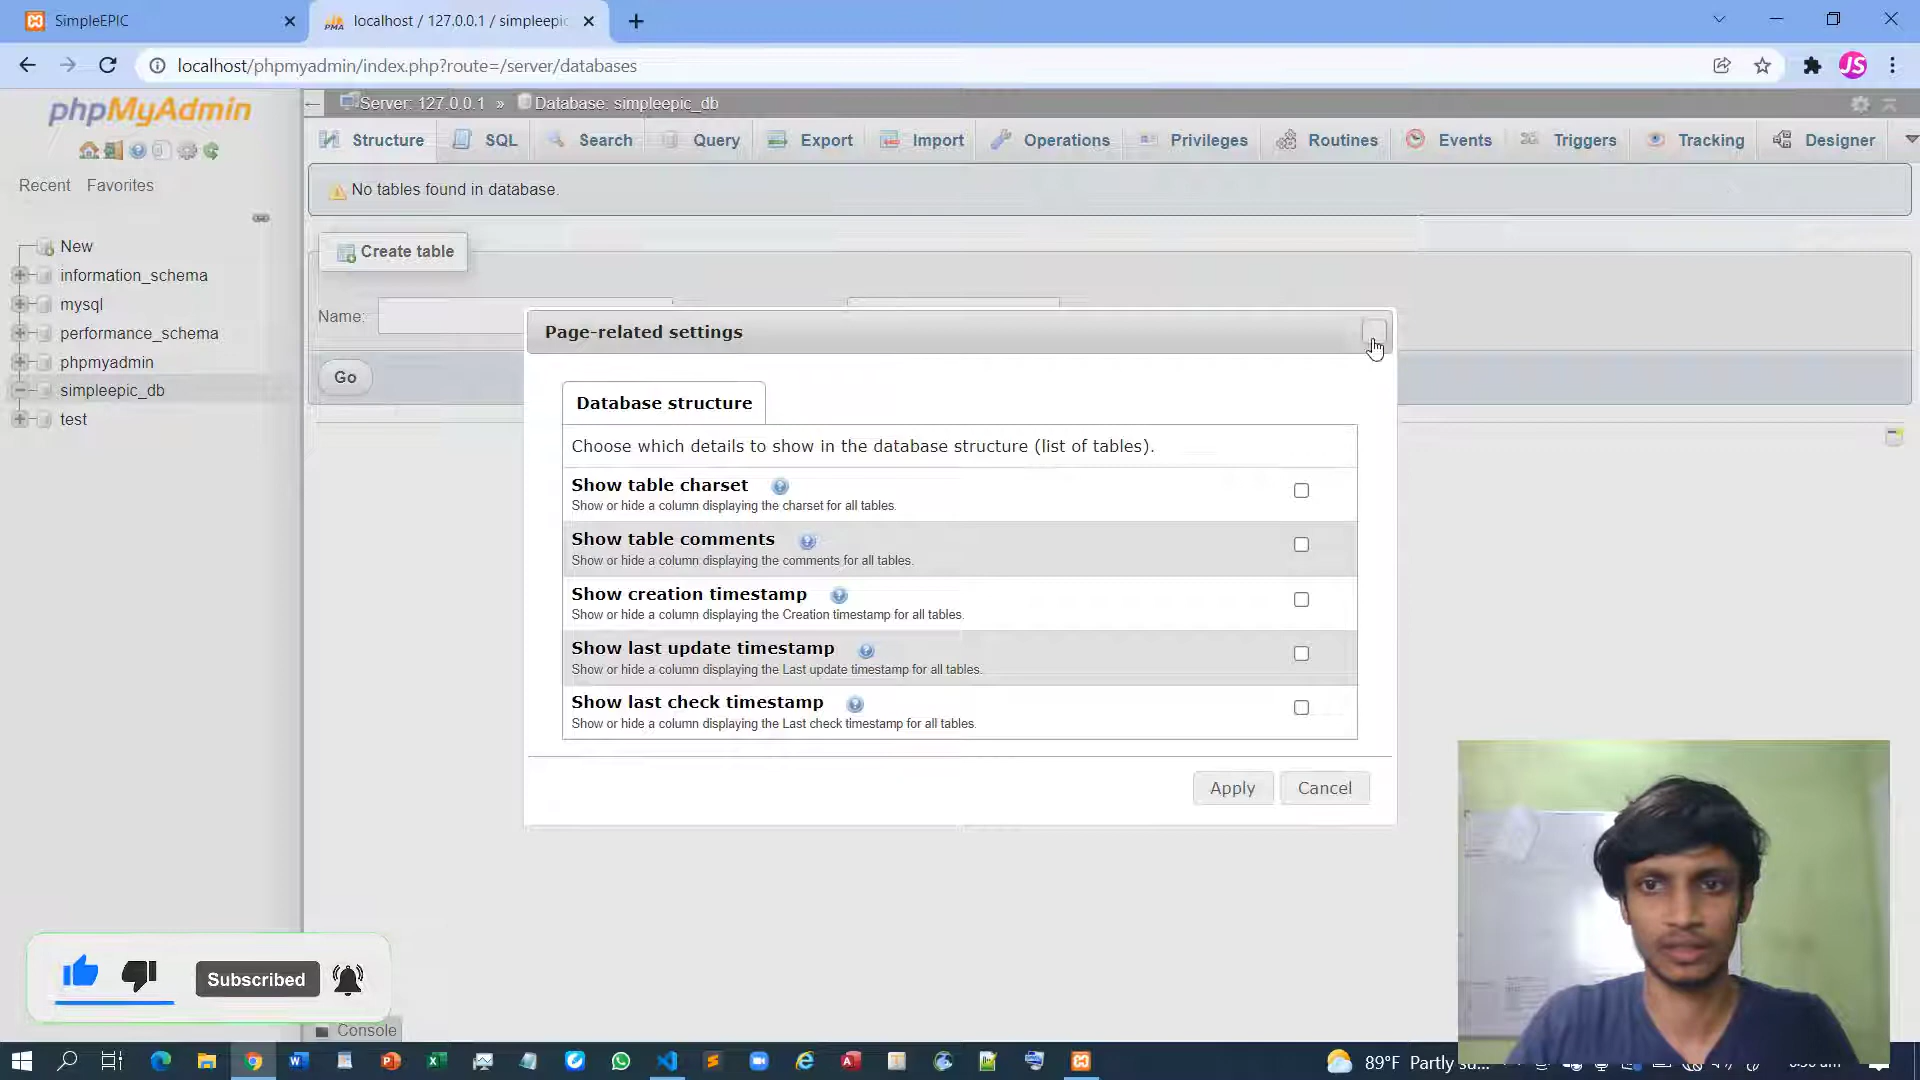 SimpleEPIC
localhost / 127.0.0.1 / simpleepic
localhost/phpmyadmin/index.php?route=/server/databases
JS
phpMyAdmin
Server: 127.0.0.1 » Database: simpleepic_db
Structure SQL Search Query Export Import Operations Privileges Routines Events Triggers Tracking Designer
Recent Favorites
No tables found in database.
New
information_schema
mysql
performance_schema
phpmyadmin
simpleepic_db
test
Create table
Name:
Go
Page-related settings
Database structure
Choose which details to show in the database structure (list of tables).
Show table charset
Show or hide a column displaying the charset for all tables.
Show table comments
Show or hide a column displaying the comments for all tables.
Show creation timestamp
Show or hide a column displaying the Creation timestamp for all tables.
Show last update timestamp
Show or hide a column displaying the Last update timestamp for all tables.
Show last check timestamp
Show or hide a column displaying the Last check timestamp for all tables.
Apply Cancel
Subscribed
Console
89°F Partly su...